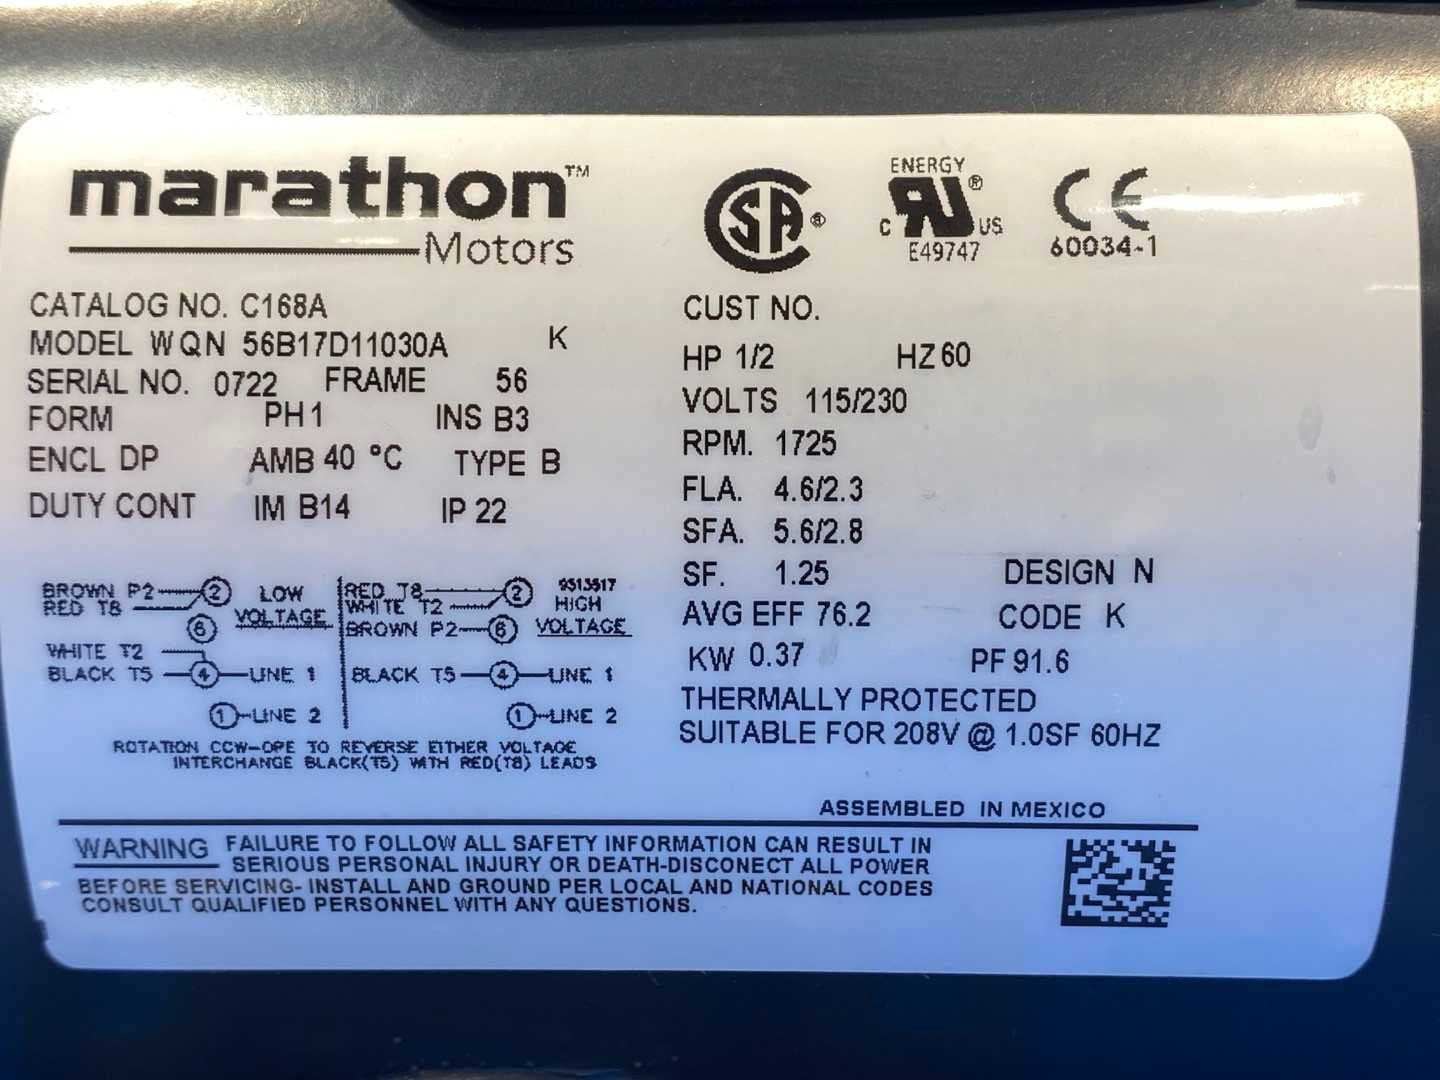 marathon™
Motors
CSA®
ENERGY
C RU® US
E49747
CE
60034-1
CATALOG NO. C168A
MODEL WQN 56B17D11030A K
SERIAL NO. 0722 FRAME 56
FORM PH 1 INS B3
ENCL DP AMB 40 °C TYPE B
DUTY CONT IM B14 IP 22
CUST NO.
HP 1/2 HZ 60
VOLTS 115/230
RPM. 1725
FLA. 4.6/2.3
SFA. 5.6/2.8
SF. 1.25 DESIGN N
AVG EFF 76.2 CODE K
KW 0.37 PF 91.6
THERMALLY PROTECTED
SUITABLE FOR 208V @ 1.0SF 60HZ
BROWN P2 2 LOW
RED T8 VOLTAGE
6
WHITE T2
BLACK T5 4 LINE 1
1 LINE 2
RED T8 2 9513517
WHITE T2 HIGH
BROWN P2 6 VOLTAGE
BLACK T5 4 LINE 1
1 LINE 2
ROTATION CCW-OPE TO REVERSE EITHER VOLTAGE
INTERCHANGE BLACK(T5) WITH RED(T8) LEADS
ASSEMBLED IN MEXICO
WARNING FAILURE TO FOLLOW ALL SAFETY INFORMATION CAN RESULT IN
SERIOUS PERSONAL INJURY OR DEATH-DISCONECT ALL POWER
BEFORE SERVICING- INSTALL AND GROUND PER LOCAL AND NATIONAL CODES
CONSULT QUALIFIED PERSONNEL WITH ANY QUESTIONS.